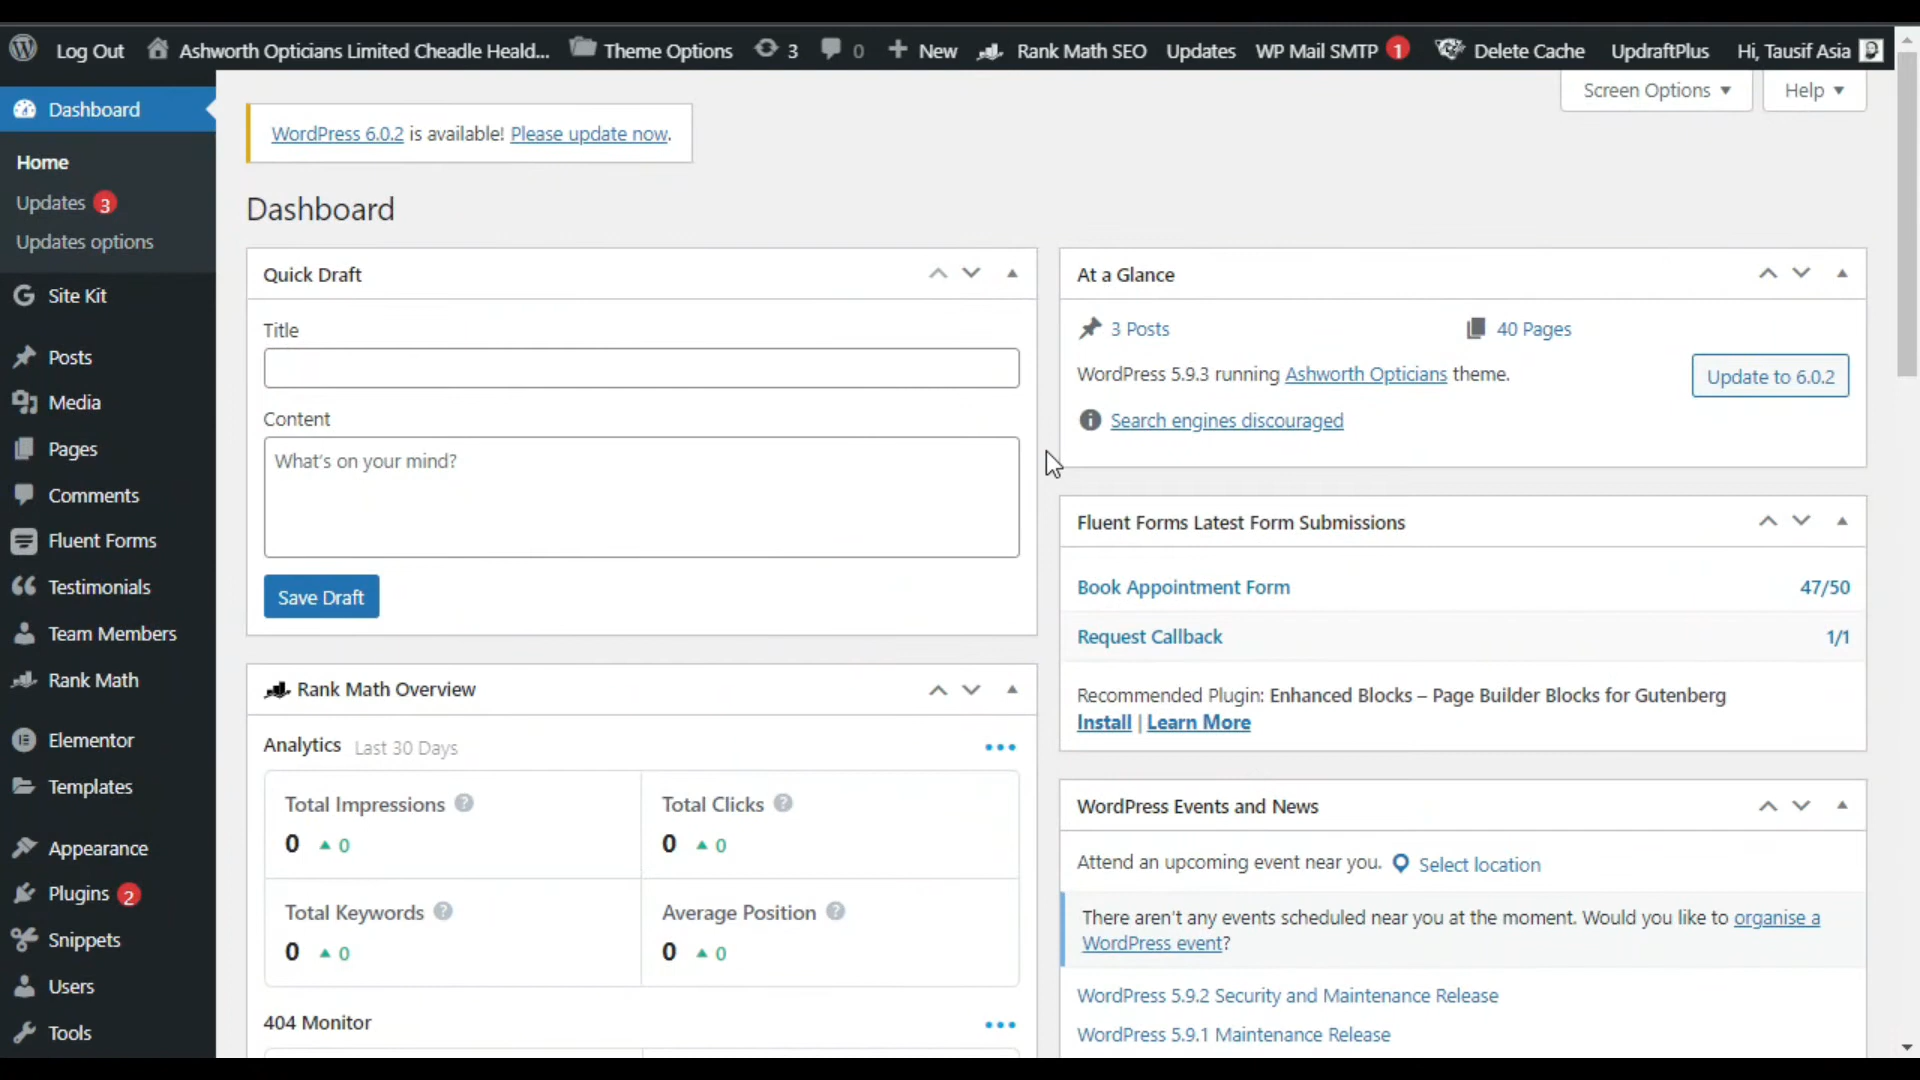 Log Out Ashworth Opticians Limited Cheadle Heald... Theme Options 3 0 New Rank Math SEO Updates WP Mail SMTP 1 Delete Cache UpdraftPlus Hi, Tausif Asia
Screen Options Help
Dashboard
Home
Updates 3
Updates options
Site Kit
Posts
Media
Pages
Comments
Fluent Forms
Testimonials
Team Members
Rank Math
Elementor
Templates
Appearance
Plugins 2
Snippets
Users
Tools
WordPress 6.0.2 is available! Please update now.
Dashboard
Quick Draft
Title
Content
What's on your mind?
Save Draft
Rank Math Overview
Analytics Last 30 Days
Total Impressions Total Clicks
0 0 0 0
Total Keywords Average Position
0 0 0 0
404 Monitor
At a Glance
3 Posts 40 Pages
WordPress 5.9.3 running Ashworth Opticians theme. Update to 6.0.2
Search engines discouraged
Fluent Forms Latest Form Submissions
Book Appointment Form 47/50
Request Callback 1/1
Recommended Plugin: Enhanced Blocks – Page Builder Blocks for Gutenberg
Install | Learn More
WordPress Events and News
Attend an upcoming event near you. Select location
There aren't any events scheduled near you at the moment. Would you like to organise a
WordPress event?
WordPress 5.9.2 Security and Maintenance Release
WordPress 5.9.1 Maintenance Release